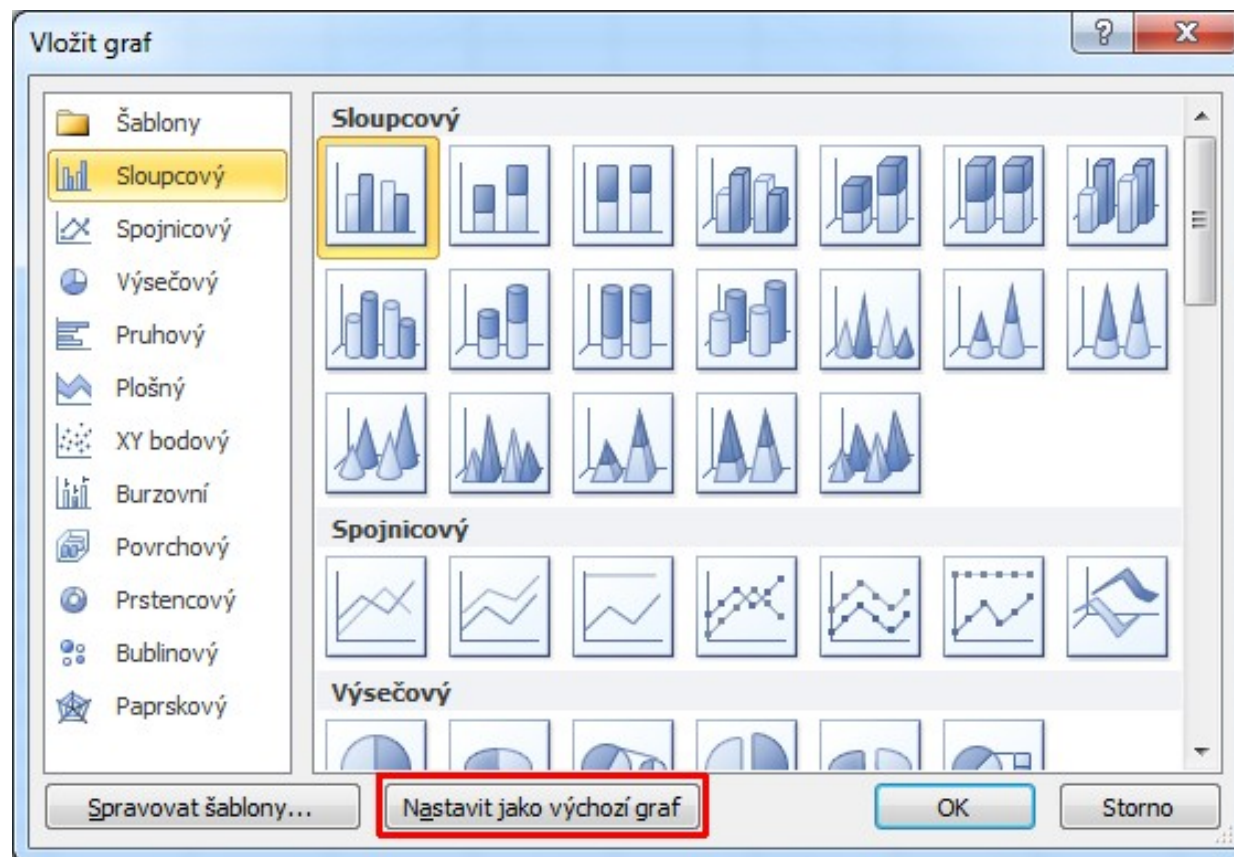 Vložit graf
Šablony
Sloupcový
Spojnicový
Výsečový
Pruhový
Plošný
XY bodový
Burzovní
Povrchový
Prstencový
Bublinový
Paprskový
Sloupcový
Spojnicový
Výsečový
Spravovat šablony...
Nastavit jako výchozí graf
OK
Storno